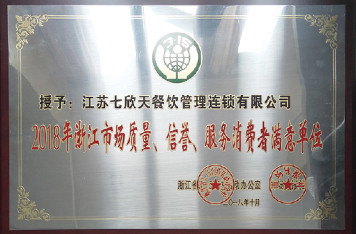 授予：江苏七欣天餐饮管理连锁有限公司
2018年浙江市场质量、信誉、服务消费者满意单位
浙江省
办公室
二〇一八年十月